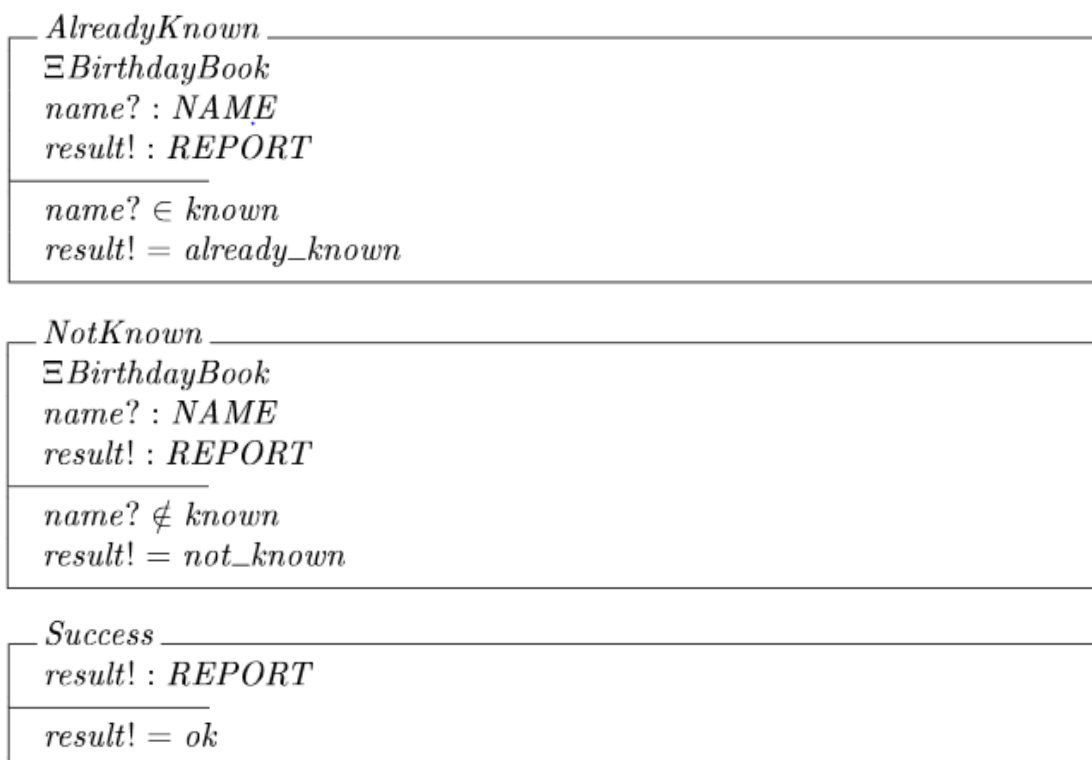 AlreadyKnown
ΞBirthdayBook
name? : NAME
result! : REPORT
name? ∈ known
result! = already_known
NotKnown
ΞBirthdayBook
name? : NAME
result! : REPORT
name? ∉ known
result! = not_known
Success
result! : REPORT
result! = ok